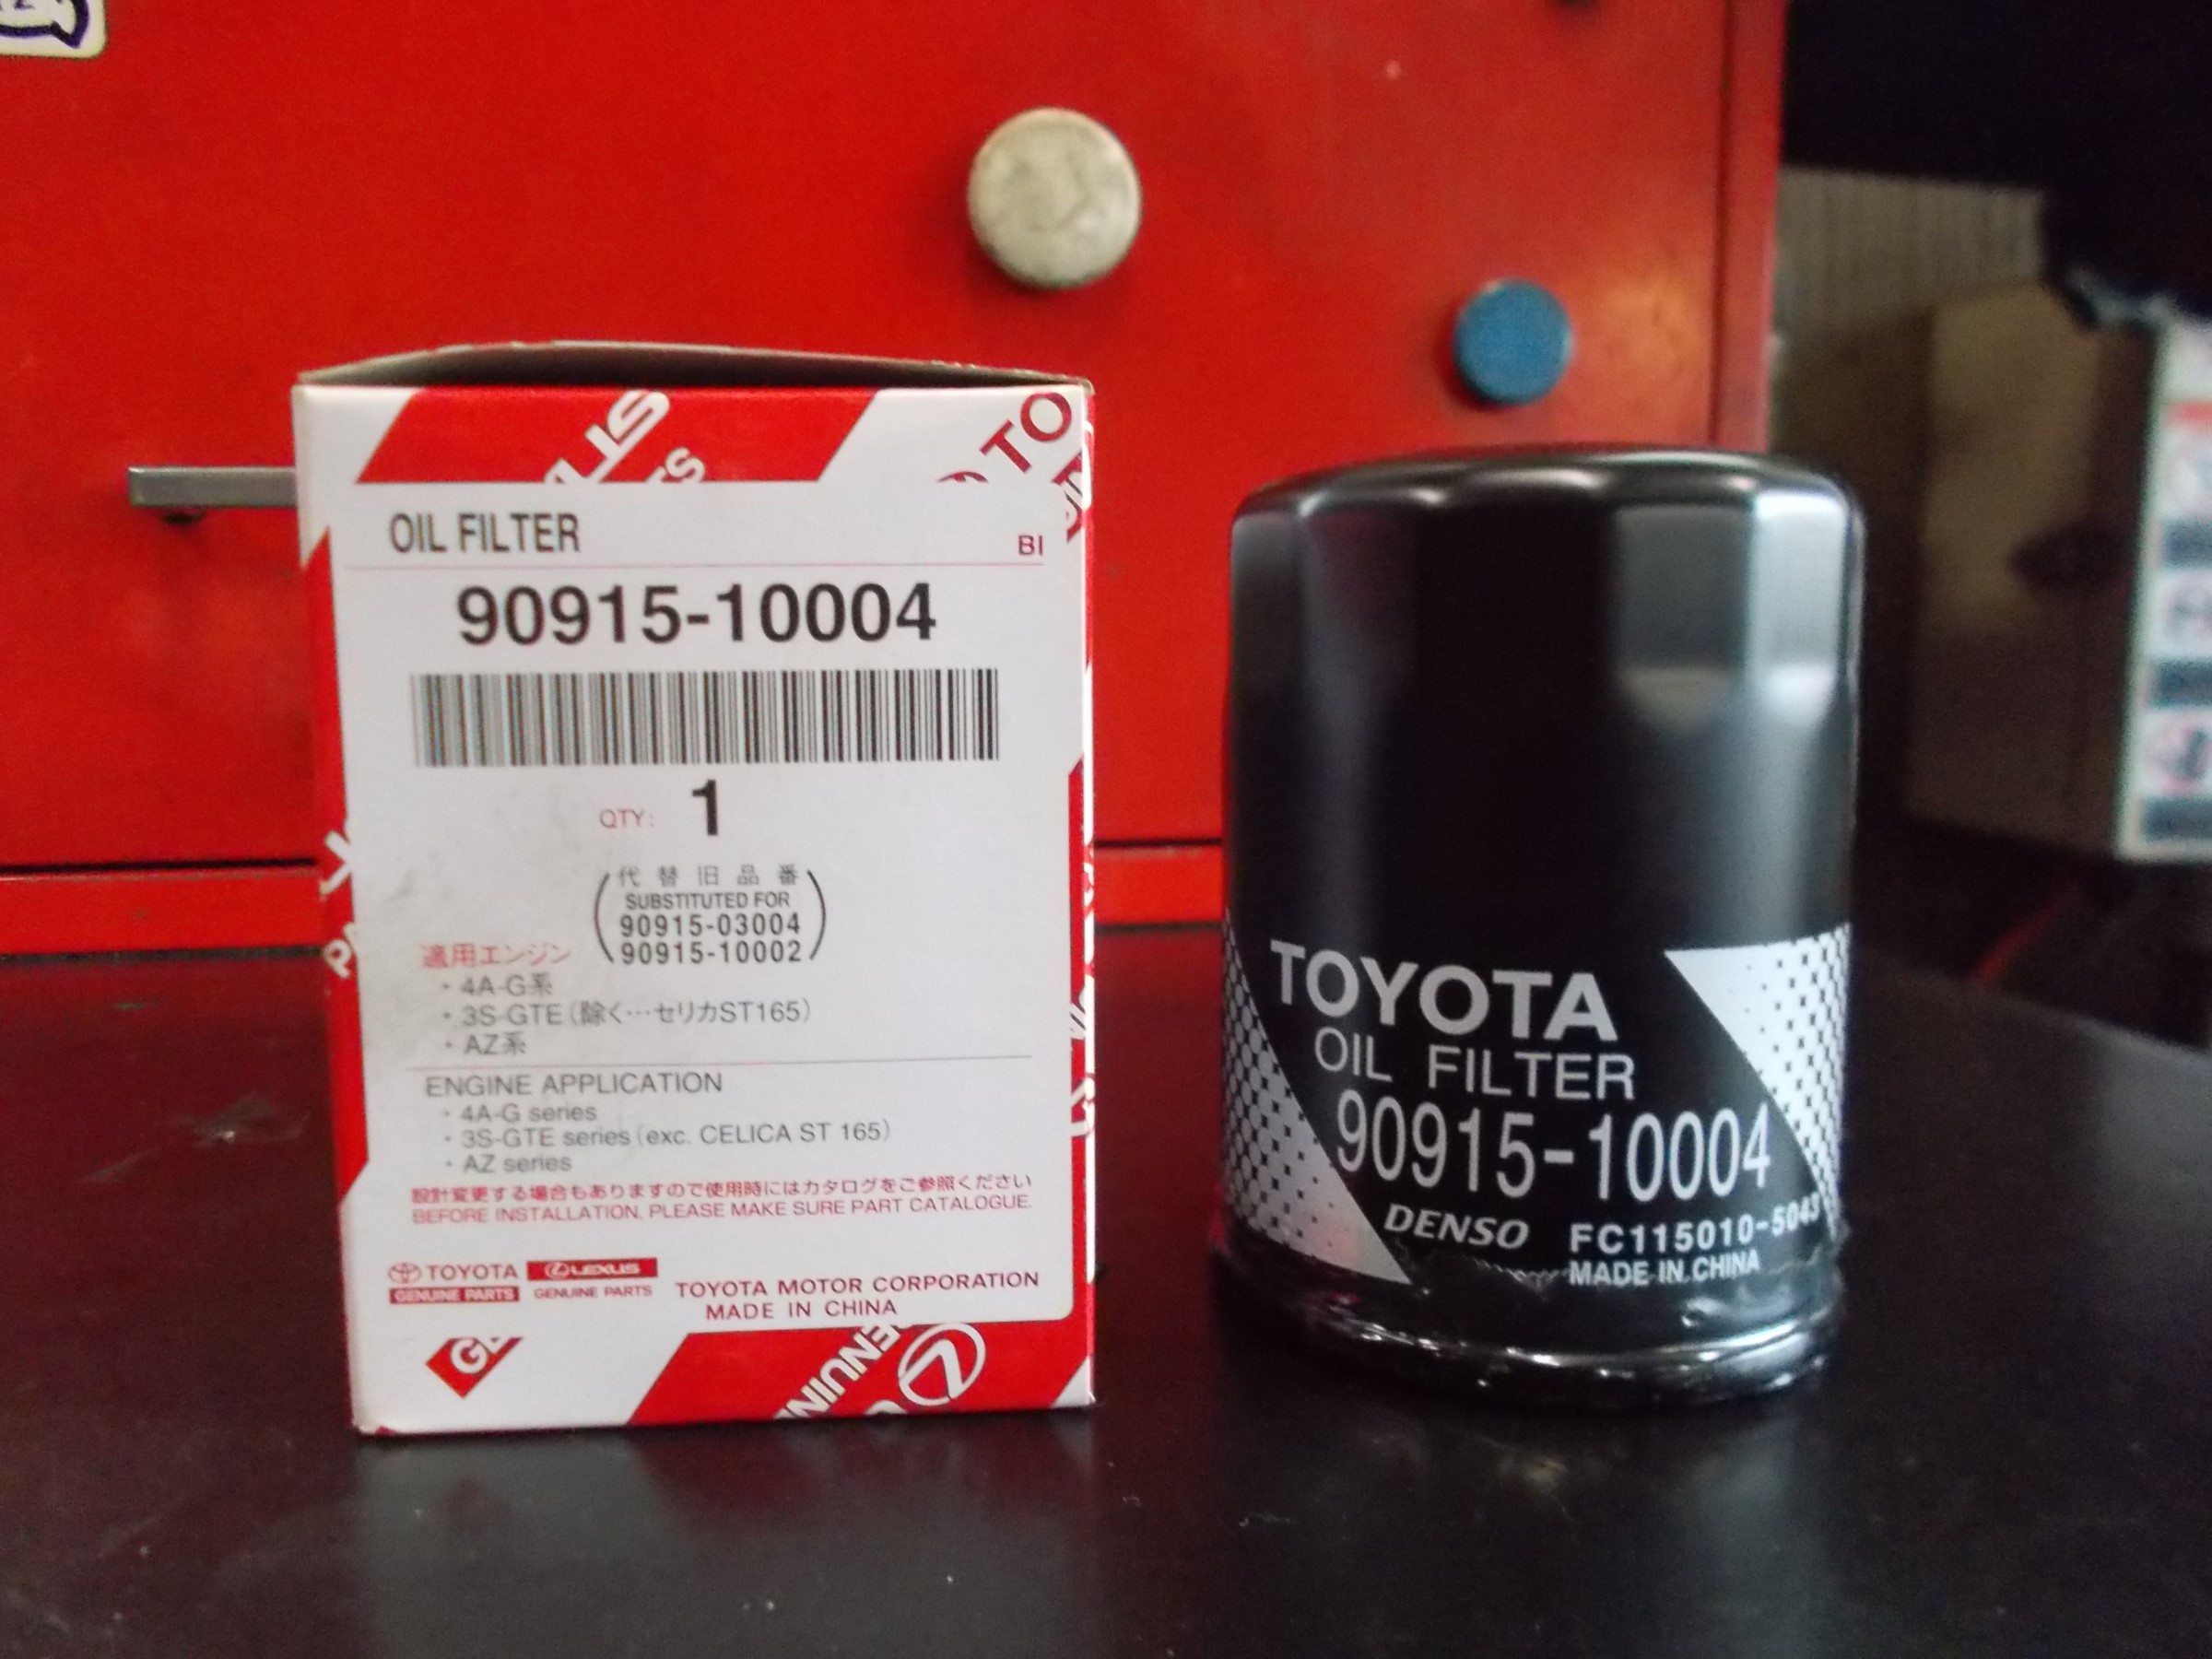 LUS
TS
TO
OIL FILTER
BI
90915-10004
QTY: 1
代替旧品番
SUBSTITUTED FOR
90915-03004
90915-10002
適用エンジン
・4A-G系
・3S-GTE(除く…セリカST165)
・AZ系
ENGINE APPLICATION
・4A-G series
・3S-GTE series(exc. CELICA ST 165)
・AZ series
設計変更する場合もありますので使用時にはカタログをご参照ください
BEFORE INSTALLATION, PLEASE MAKE SURE PART CATALOGUE.
TOYOTA
GENUINE PARTS
LEXUS
GENUINE PARTS
TOYOTA MOTOR CORPORATION
MADE IN CHINA
GENUINE
TOYOTA
OIL FILTER
90915-10004
DENSO FC115010-5043
MADE IN CHINA